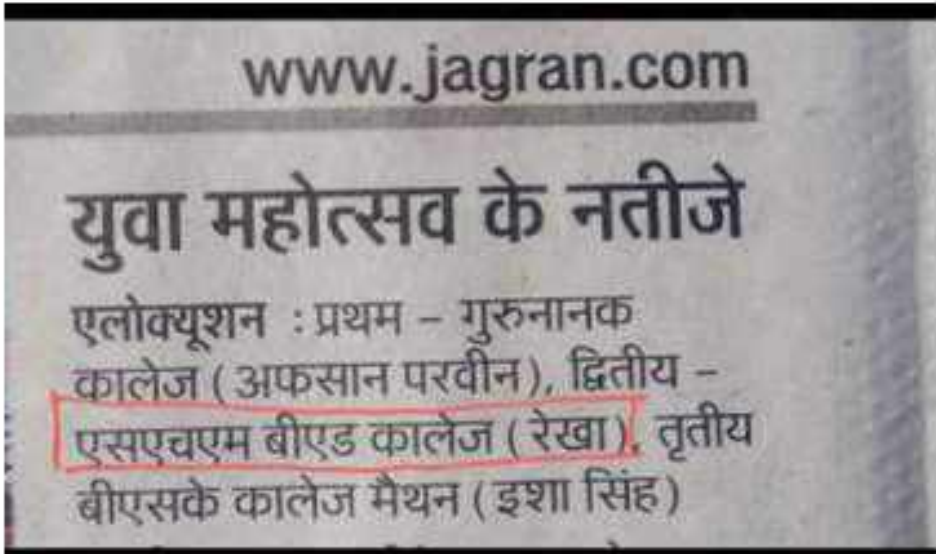 www.jagran.com
युवा महोत्सव के नतीजे
एलोक्यूशन : प्रथम – गुरुनानक
कालेज (अफसान परवीन), द्वितीय –
एसएचएम बीएड कालेज (रेखा), तृतीय
बीएसके कालेज मैथन (इशा सिंह)